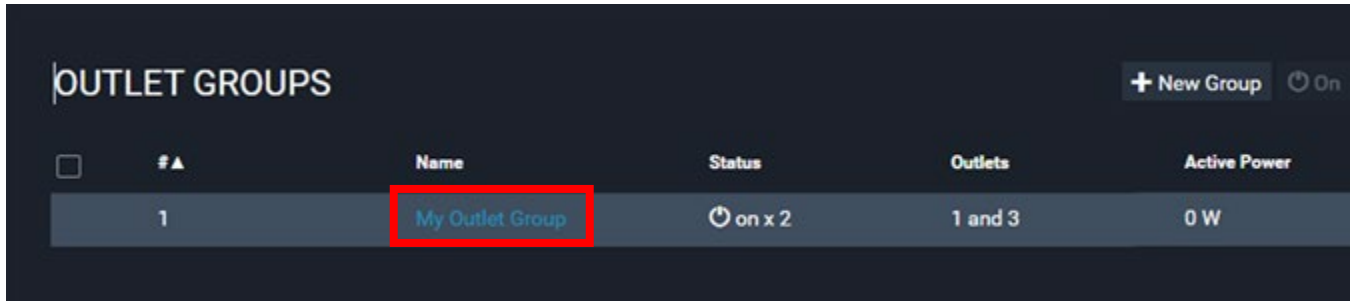 OUTLET GROUPS
+ New Group On
#▲ Name Status Outlets Active Power
1 My Outlet Group on x 2 1 and 3 0 W